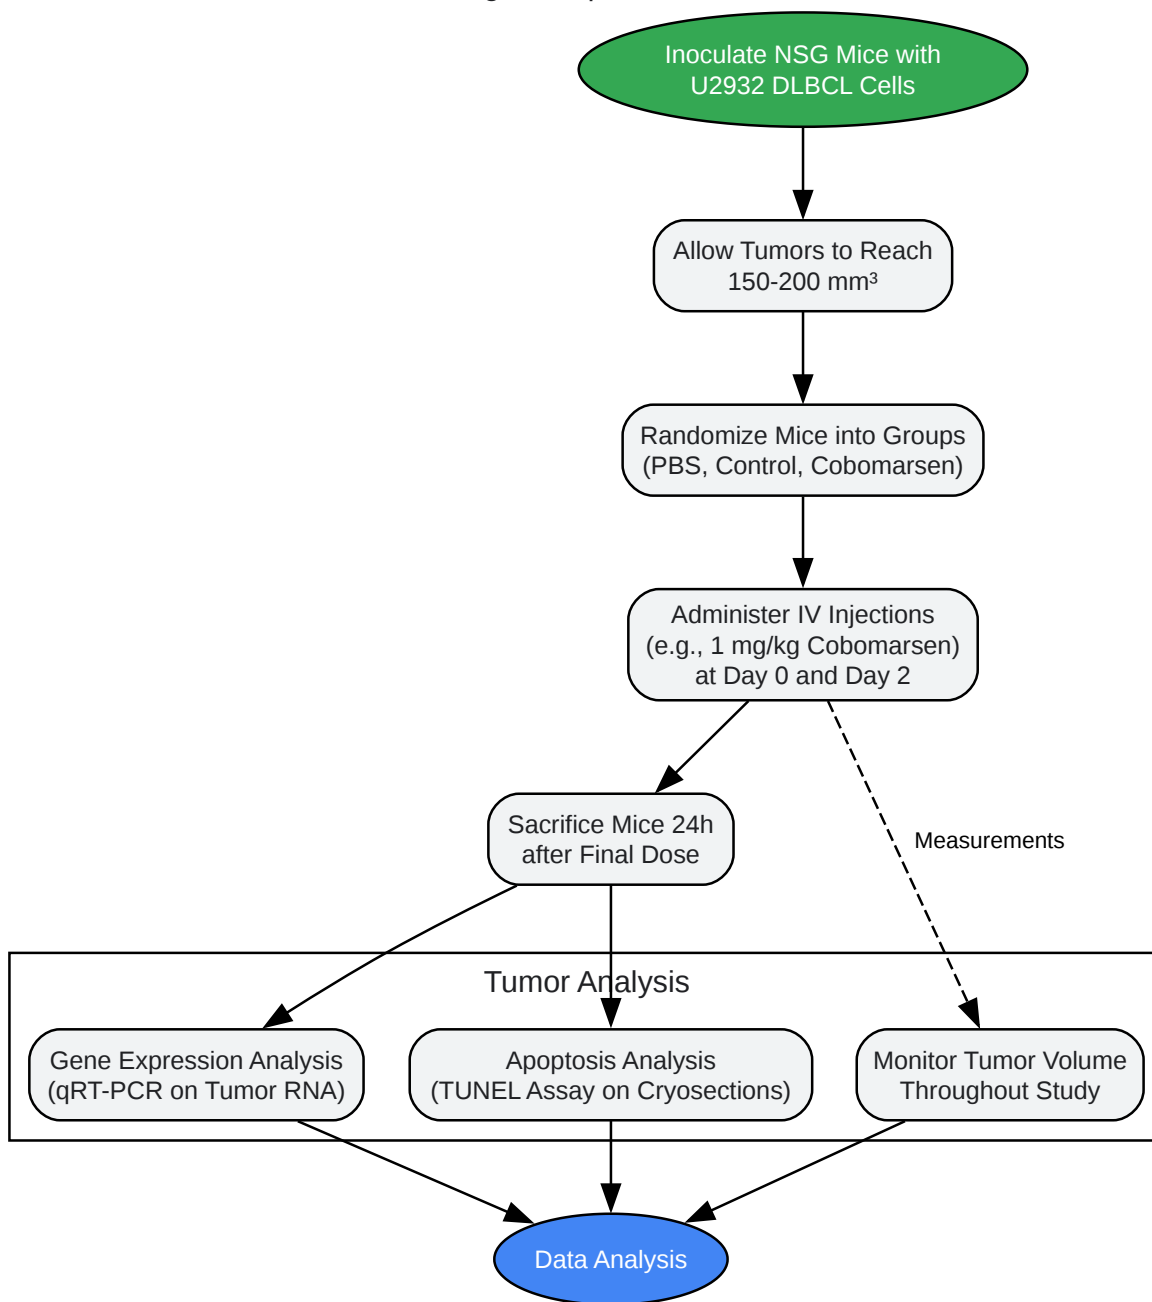 Inoculate NSG Mice with
U2932 DLBCL Cells
Allow Tumors to Reach
150-200 mm³
Randomize Mice into Groups
(PBS, Control, Cobomarsen)
Administer IV Injections
(e.g., 1 mg/kg Cobomarsen)
at Day 0 and Day 2
Sacrifice Mice 24h
after Final Dose
Measurements
Tumor Analysis
Gene Expression Analysis
(qRT-PCR on Tumor RNA)
Apoptosis Analysis
(TUNEL Assay on Cryosections)
Monitor Tumor Volume
Throughout Study
Data Analysis